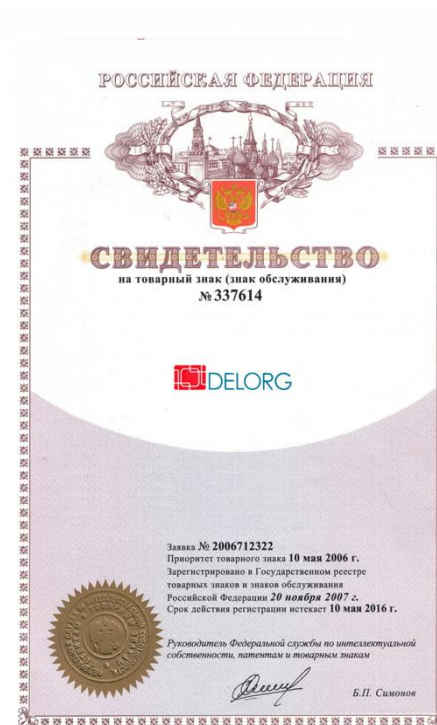 РОССИЙСКАЯ ФЕДЕРАЦИЯ
СВИДЕТЕЛЬСТВО
на товарный знак (знак обслуживания)
№ 337614
DELORG
Заявка № 2006712322
Приоритет товарного знака 10 мая 2006 г.
Зарегистрировано в Государственном реестре
товарных знаков и знаков обслуживания
Российской Федерации 20 ноября 2007 г.
Срок действия регистрации истекает 10 мая 2016 г.
Руководитель Федеральной службы по интеллектуальной
собственности, патентам и товарным знакам
Б.П. Симонов